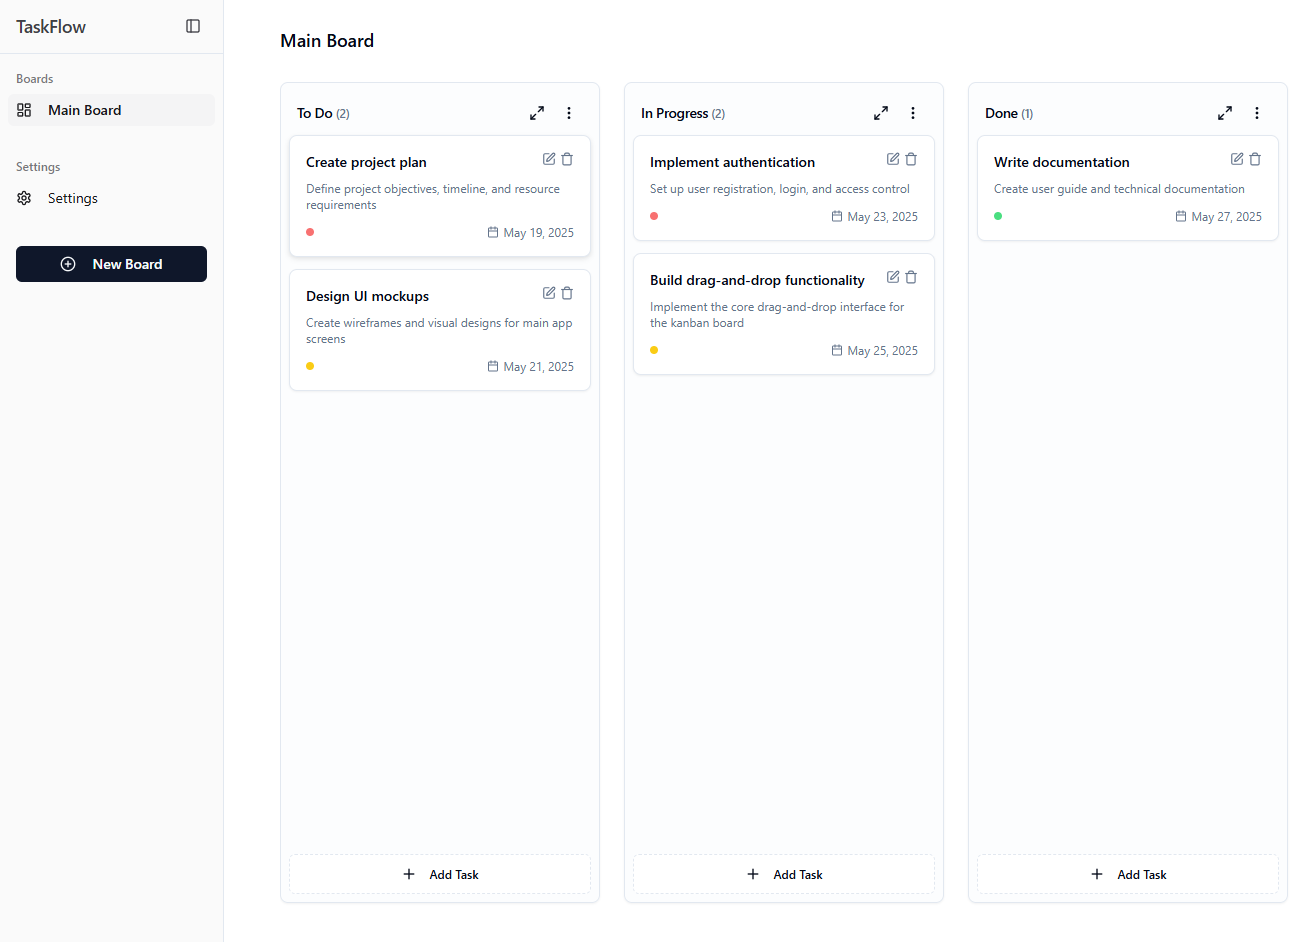 TaskFlow
Boards
Main Board
Settings
Settings
New Board
Main Board
To Do (2)
Create project plan
Define project objectives, timeline, and resource
requirements
May 19, 2025
Design UI mockups
Create wireframes and visual designs for main app
screens
May 21, 2025
Add Task
In Progress (2)
Implement authentication
Set up user registration, login, and access control
May 23, 2025
Build drag-and-drop functionality
Implement the core drag-and-drop interface for
the kanban board
May 25, 2025
Add Task
Done (1)
Write documentation
Create user guide and technical documentation
May 27, 2025
Add Task